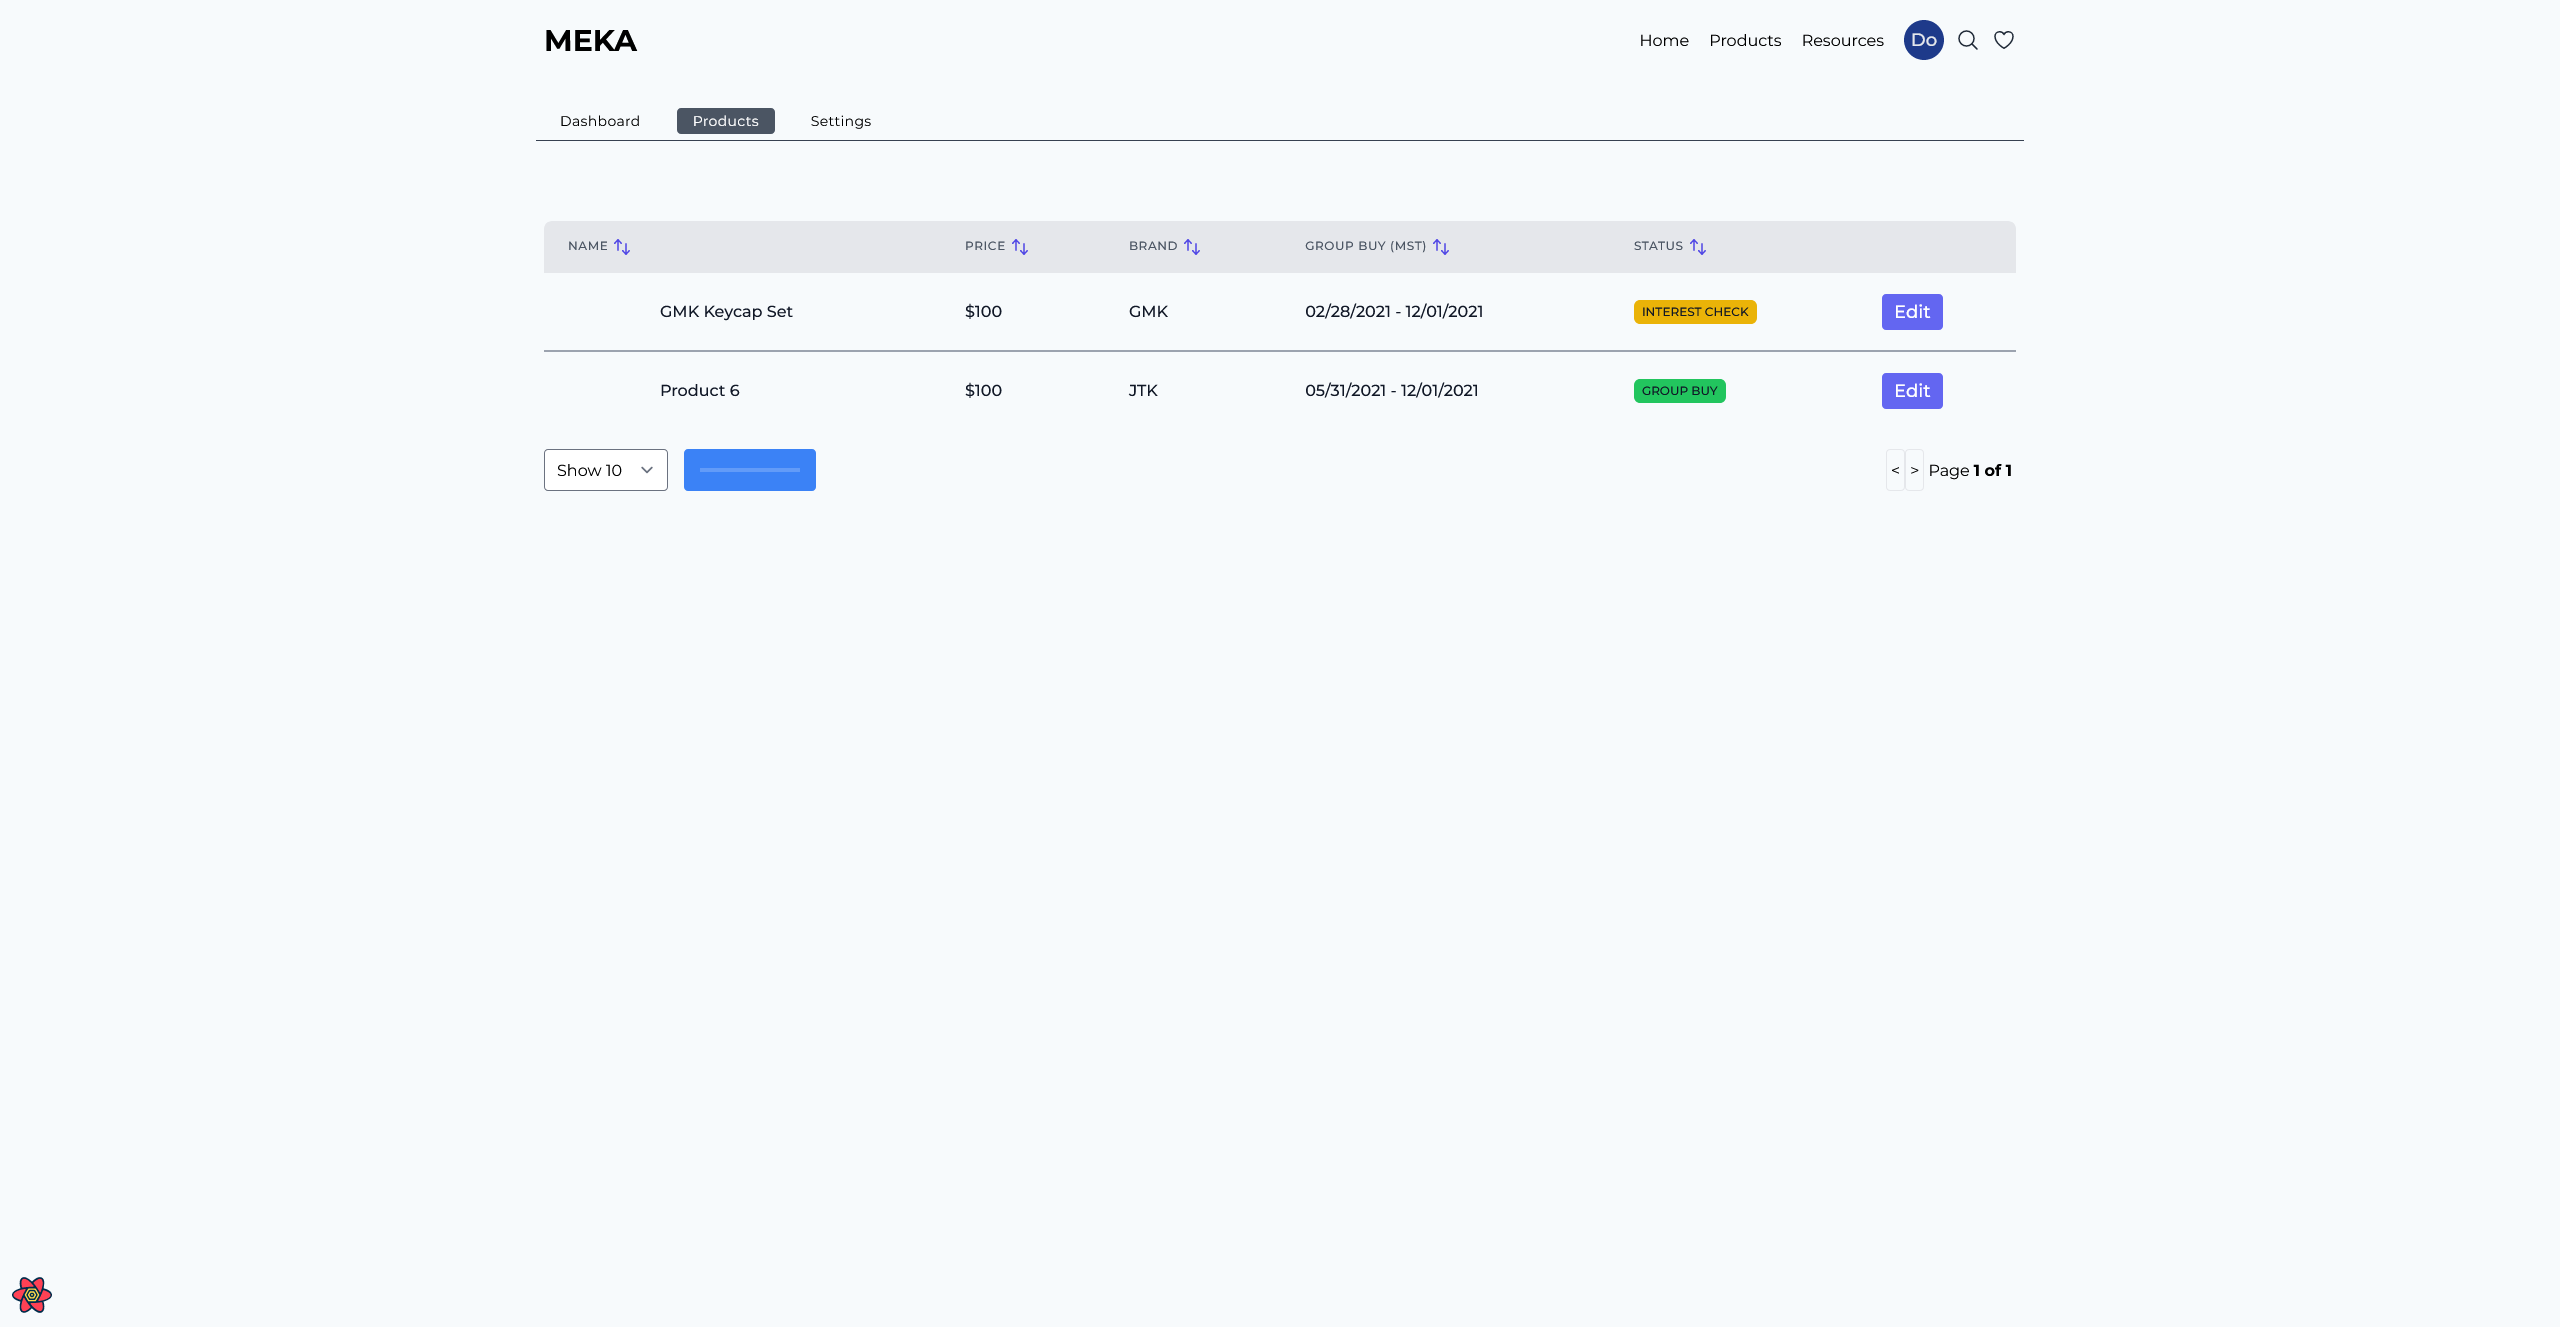 MEKA
Home Products Resources Do
Dashboard Products Settings
NAME PRICE BRAND GROUP BUY (MST) STATUS
GMK Keycap Set $100 GMK 02/28/2021 - 12/01/2021 INTEREST CHECK Edit
Product 6 $100 JTK 05/31/2021 - 12/01/2021 GROUP BUY Edit
Show 10 < > Page 1 of 1